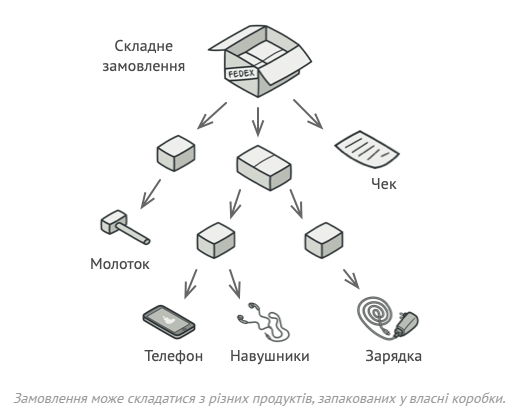 Складне
замовлення
FEDEX
Чек
Молоток
Телефон
Навушники
Зарядка
Замовлення може складатися з різних продуктів, запакованих у власні коробки.